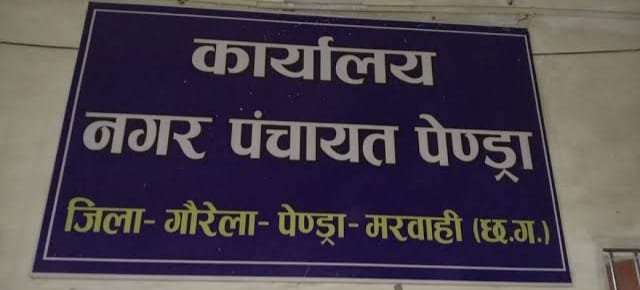 कार्यालय
नगर पंचायत पेण्ड्रा
जिला- गौरेला- पेण्ड्रा- मरवाही (छ.ग.)